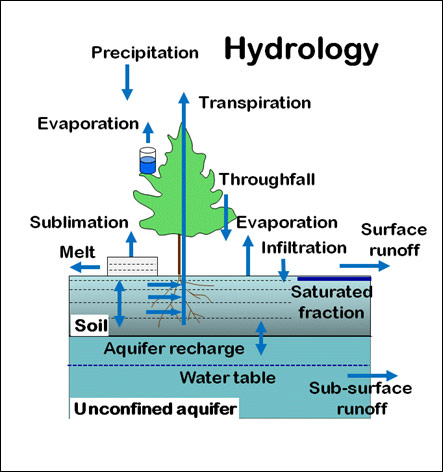 Hydrology
Precipitation
Transpiration
Evaporation
Throughfall
Sublimation
Evaporation
Surface
runoff
Melt
Infiltration
Saturated
fraction
Soil
Aquifer recharge
Water table
Sub-surface
runoff
Unconfined aquifer